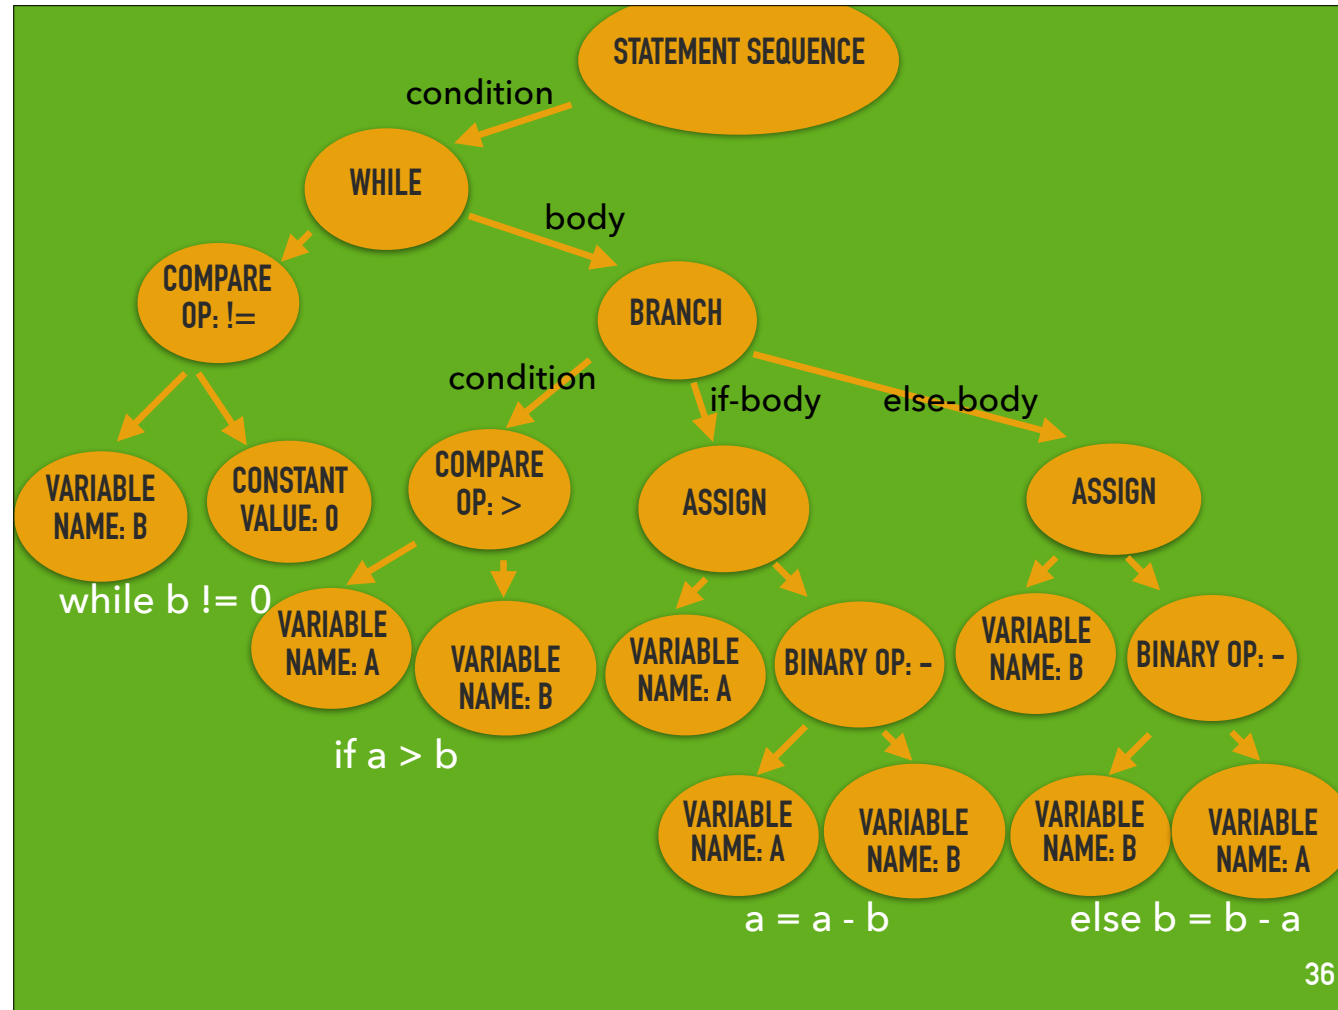 STATEMENT SEQUENCE
condition
WHILE
body
COMPARE
OP: !=
BRANCH
condition
if-body
else-body
VARIABLE
NAME: B
CONSTANT
VALUE: 0
COMPARE
OP: >
ASSIGN
ASSIGN
while b != 0
VARIABLE
NAME: A
VARIABLE
NAME: B
VARIABLE
NAME: A
BINARY OP: -
VARIABLE
NAME: B
BINARY OP: -
if a > b
VARIABLE
NAME: A
VARIABLE
NAME: B
VARIABLE
NAME: B
VARIABLE
NAME: A
a = a - b
else b = b - a
36